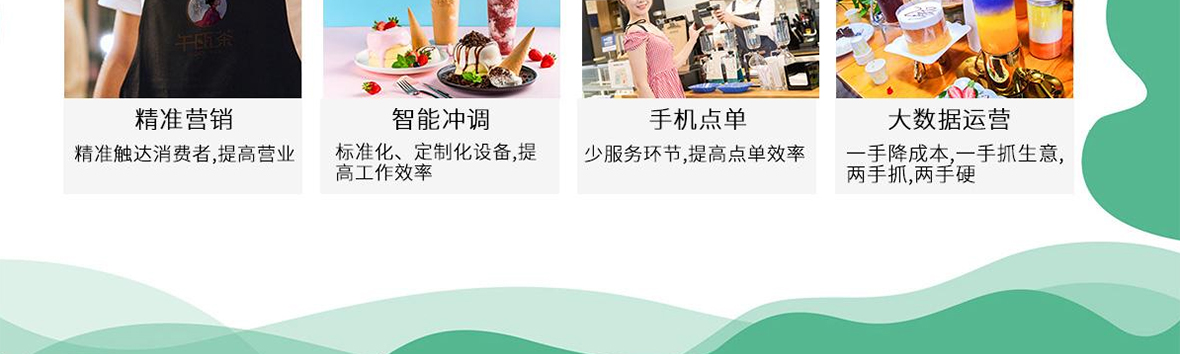 午瓯茶
精准营销
精准触达消费者,提高营业
智能冲调
标准化、定制化设备,提
高工作效率
手机点单
少服务环节,提高点单效率
大数据运营
一手降成本,一手抓生意,
两手抓,两手硬